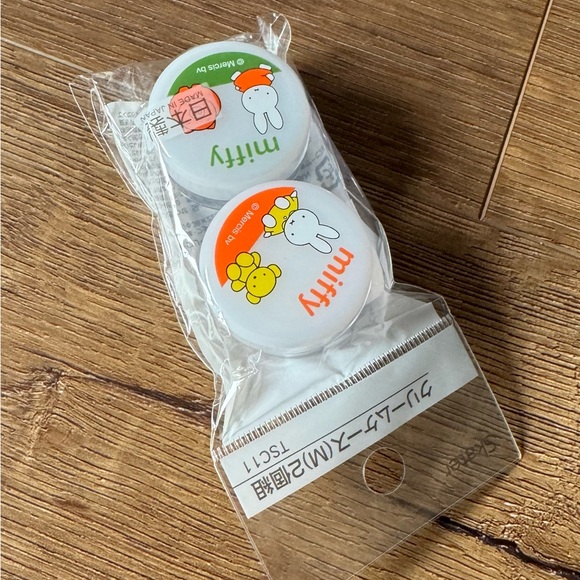 Skater
クリームケース(M)2個組
TSC11
miffy
© Mercis bv
miffy
© Mercis bv
日本製
MADE IN JAPAN